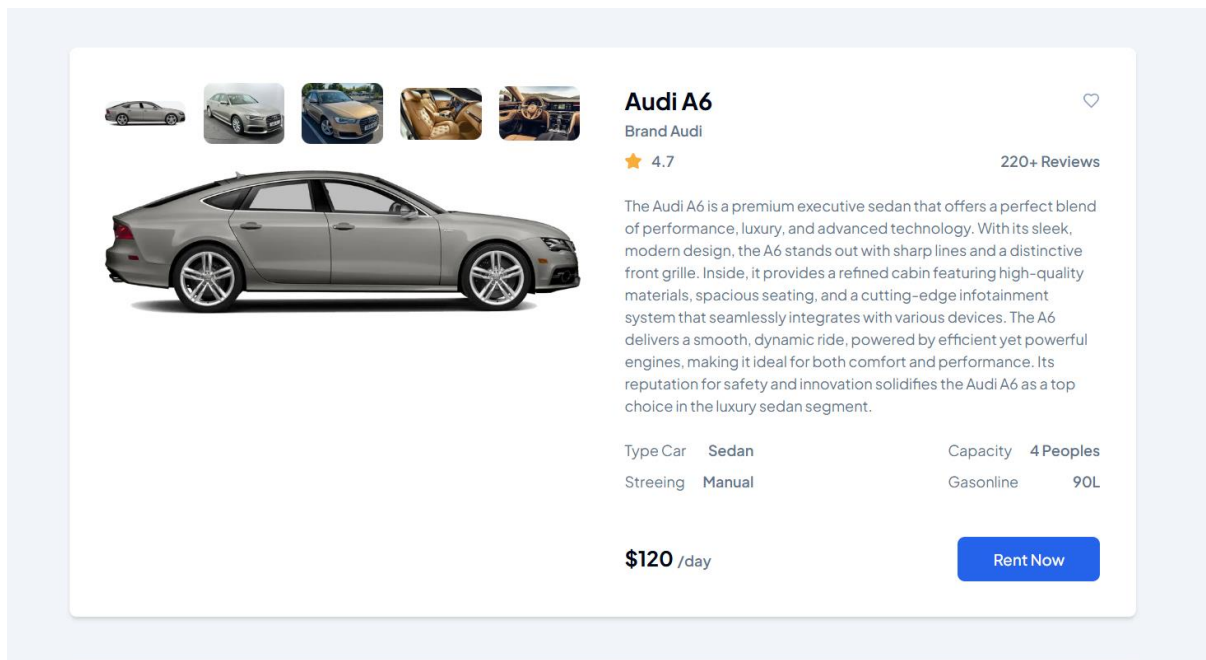 Audi A6
Brand Audi
4.7
220+ Reviews
The Audi A6 is a premium executive sedan that offers a perfect blend
of performance, luxury, and advanced technology. With its sleek,
modern design, the A6 stands out with sharp lines and a distinctive
front grille. Inside, it provides a refined cabin featuring high-quality
materials, spacious seating, and a cutting-edge infotainment
system that seamlessly integrates with various devices. The A6
delivers a smooth, dynamic ride, powered by efficient yet powerful
engines, making it ideal for both comfort and performance. Its
reputation for safety and innovation solidifies the Audi A6 as a top
choice in the luxury sedan segment.
Type Car Sedan
Capacity 4 Peoples
Streeing Manual
Gasonline 90L
$120 /day
Rent Now